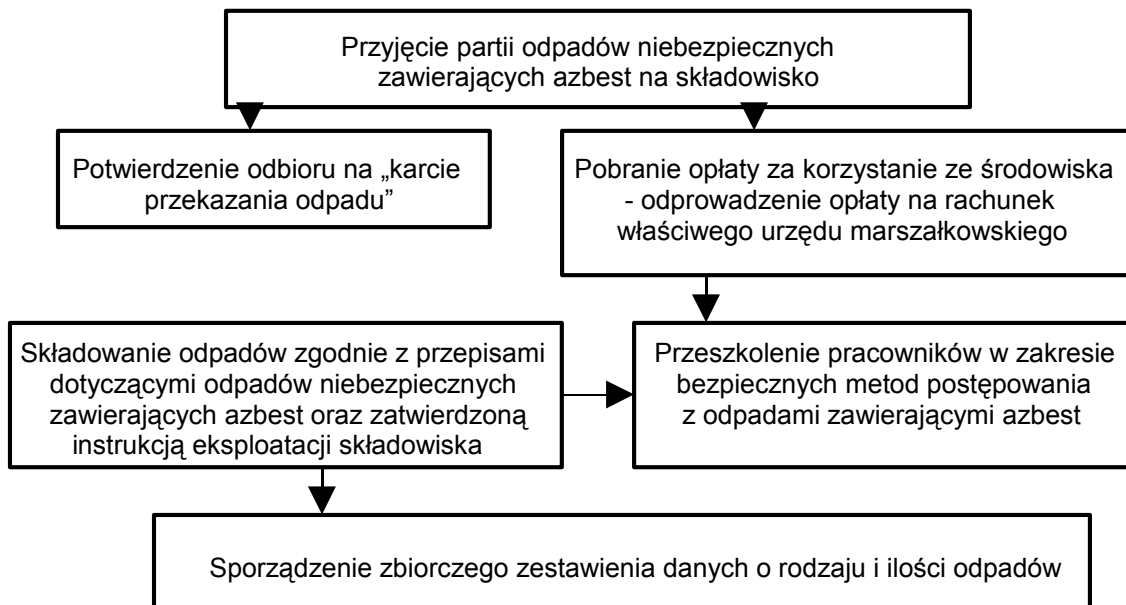 Przyjęcie partii odpadów niebezpiecznych
zawierających azbest na składowisko
Potwierdzenie odbioru na „karcie
przekazania odpadu”
Pobranie opłaty za korzystanie ze środowiska
- odprowadzenie opłaty na rachunek
właściwego urzędu marszałkowskiego
Składowanie odpadów zgodnie z przepisami
dotyczącymi odpadów niebezpiecznych
zawierających azbest oraz zatwierdzoną
instrukcją eksploatacji składowiska
Przeszkolenie pracowników w zakresie
bezpiecznych metod postępowania
z odpadami zawierającymi azbest
Sporządzenie zbiorczego zestawienia danych o rodzaju i ilości odpadów